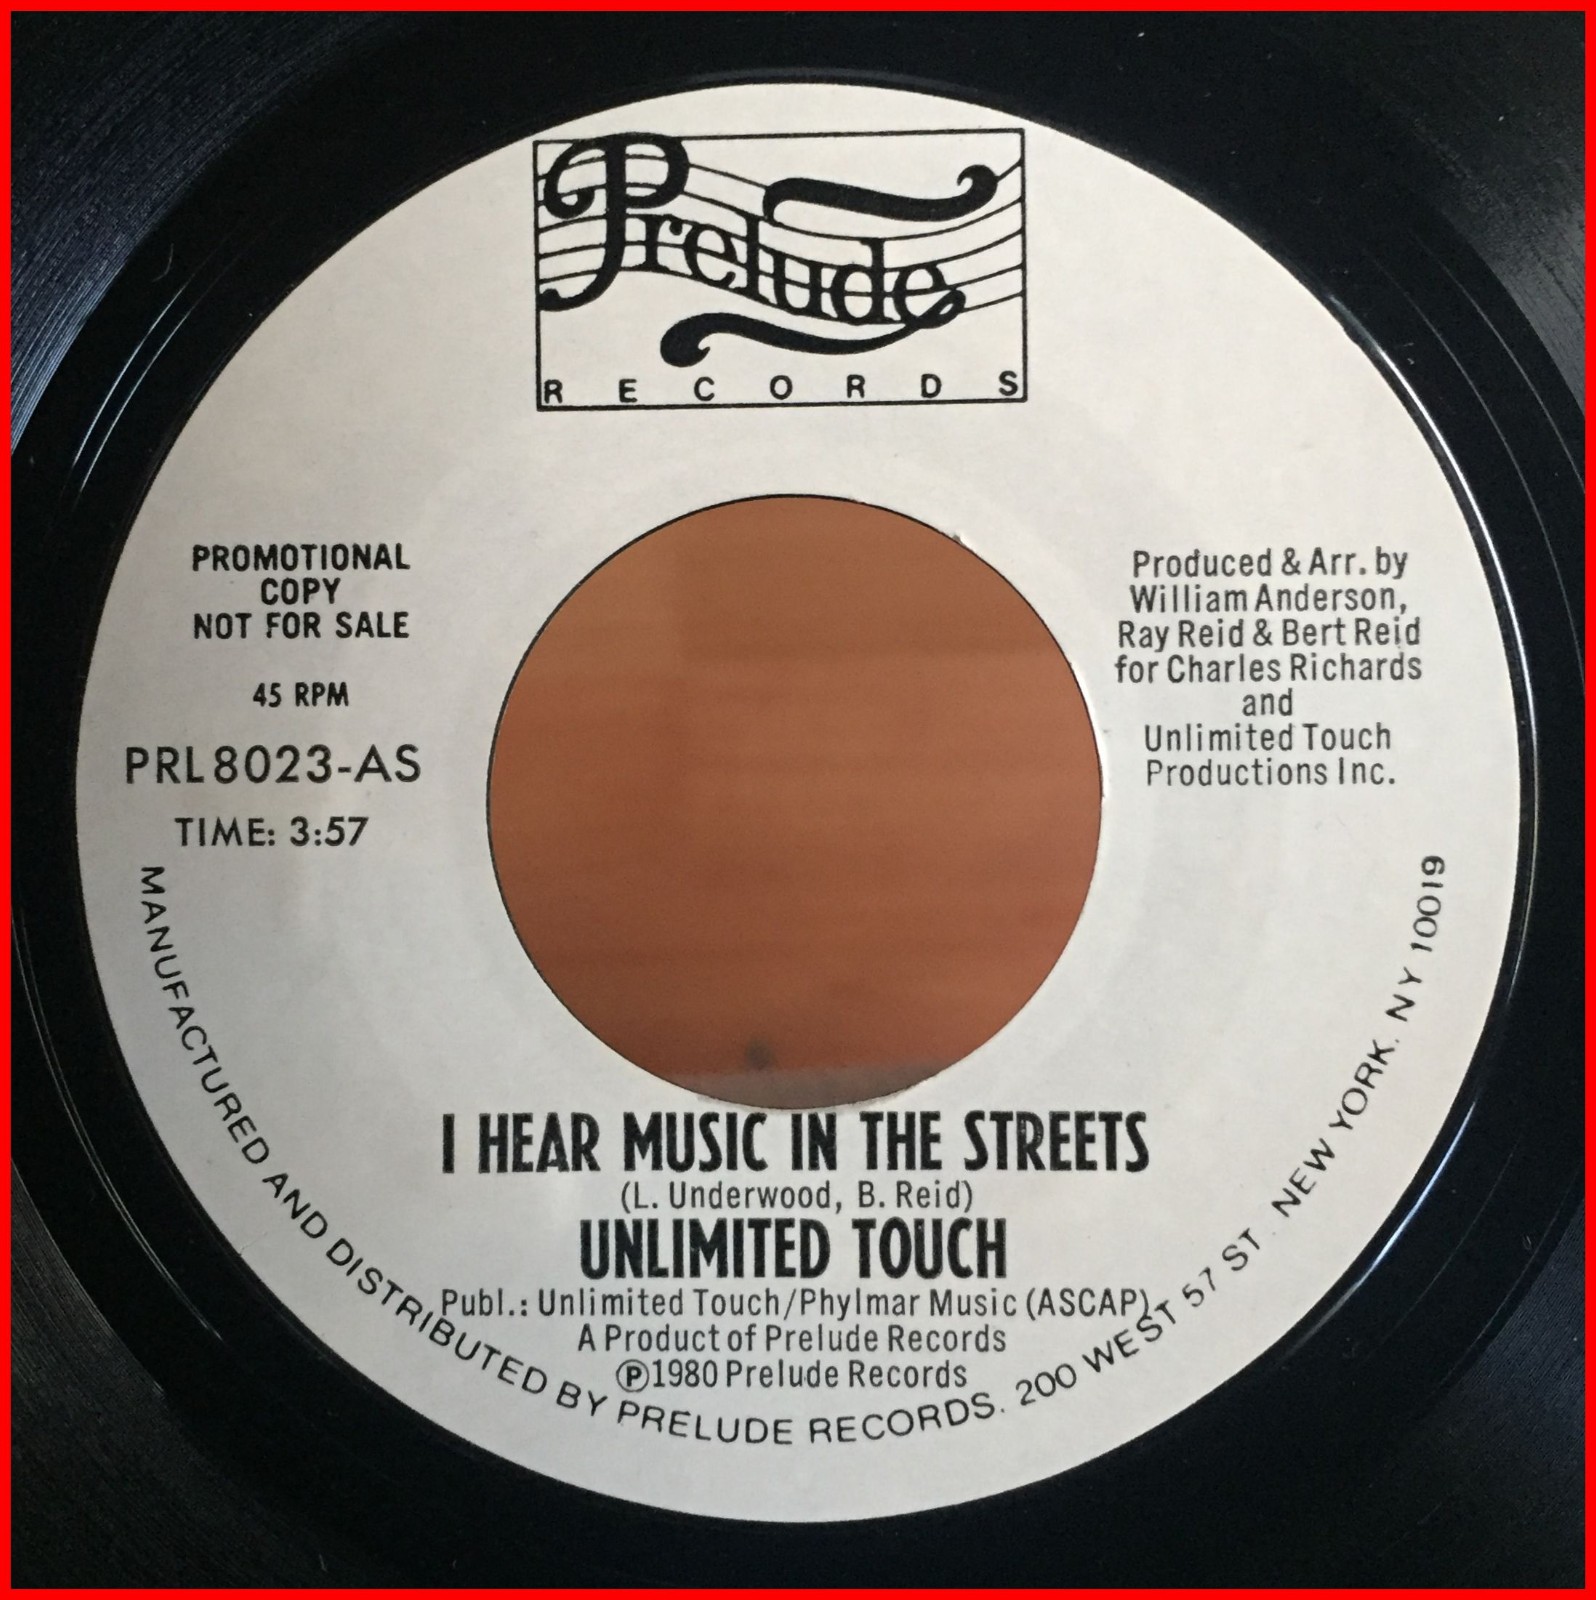 Prelude
RECORDS
PROMOTIONAL
COPY
NOT FOR SALE
45 RPM
PRL 8023-AS
TIME: 3:57
Produced & Arr. by
William Anderson,
Ray Reid & Bert Reid
for Charles Richards
and
Unlimited Touch
Productions Inc.
I HEAR MUSIC IN THE STREETS
(L. Underwood, B. Reid)
UNLIMITED TOUCH
Publ.: Unlimited Touch/Phylmar Music (ASCAP)
A Product of Prelude Records
℗1980 Prelude Records
MANUFACTURED AND DISTRIBUTED BY PRELUDE RECORDS. 200 WEST 57 ST. NEW YORK. NY 10019